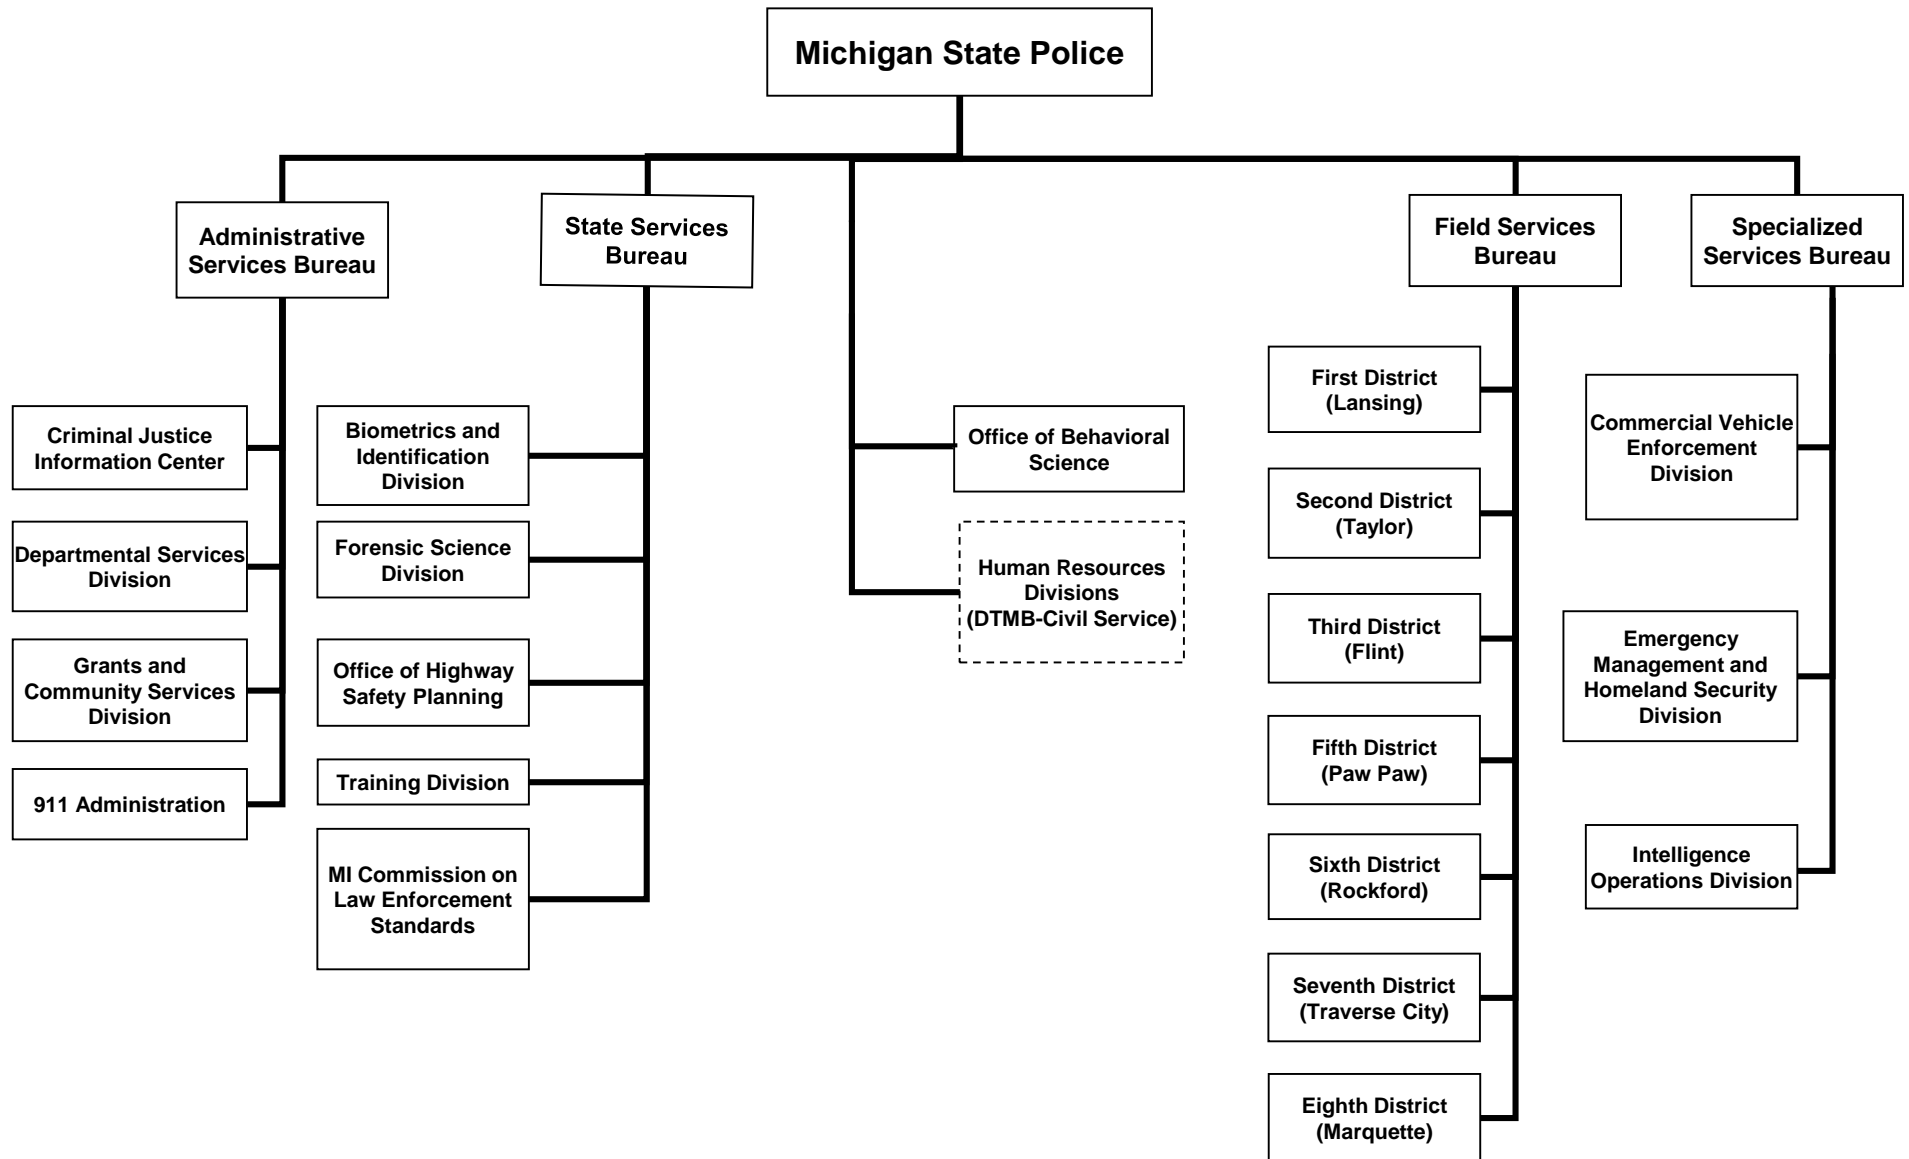 Michigan State Police
Administrative
Services Bureau
State Services
Bureau
Field Services
Bureau
Specialized
Services Bureau
Criminal Justice
Information Center
Departmental Services
Division
Grants and
Community Services
Division
911 Administration
Biometrics and
Identification
Division
Forensic Science
Division
Office of Highway
Safety Planning
Training Division
MI Commission on
Law Enforcement
Standards
Office of Behavioral
Science
Human Resources
Divisions
(DTMB-Civil Service)
First District
(Lansing)
Second District
(Taylor)
Third District
(Flint)
Fifth District
(Paw Paw)
Sixth District
(Rockford)
Seventh District
(Traverse City)
Eighth District
(Marquette)
Commercial Vehicle
Enforcement
Division
Emergency
Management and
Homeland Security
Division
Intelligence
Operations Division